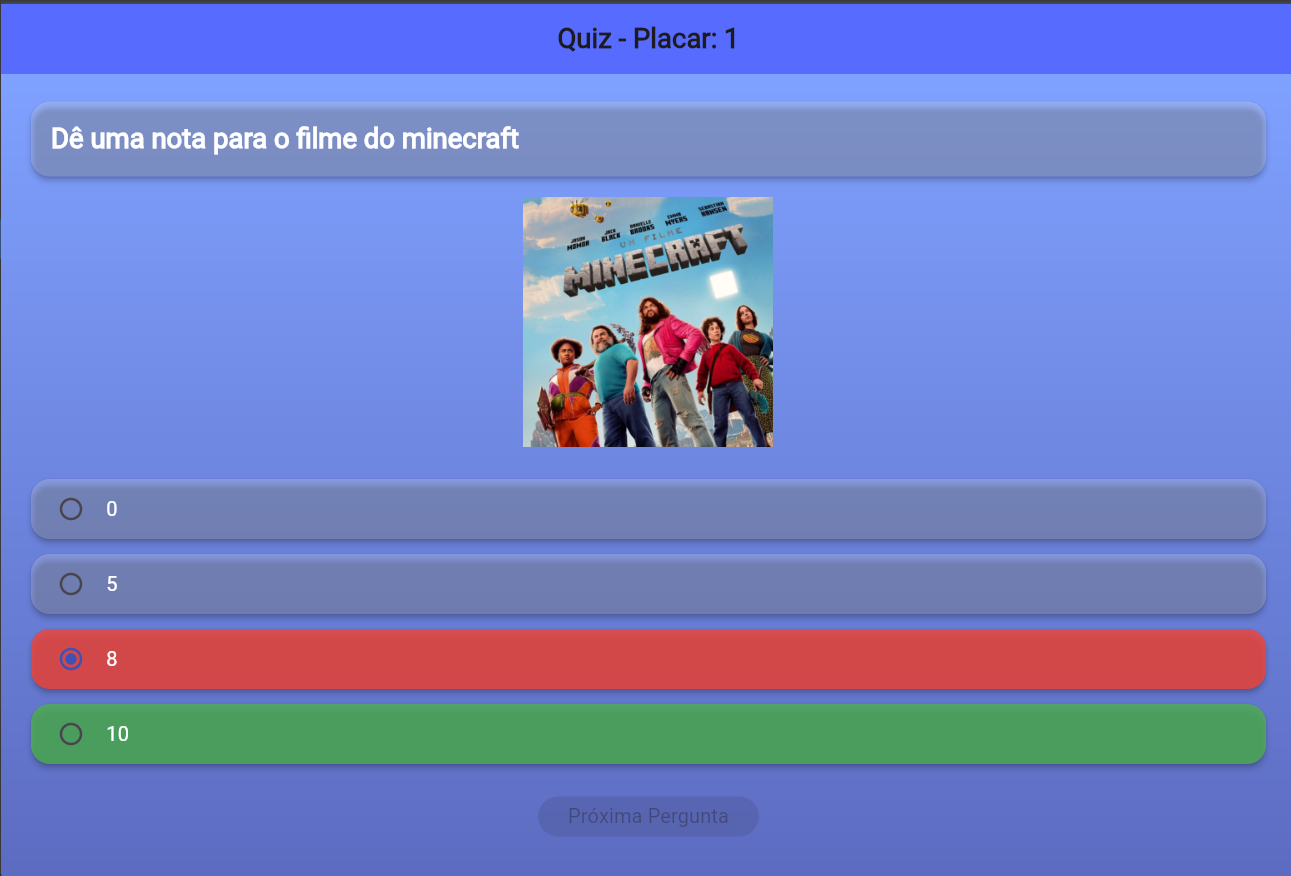 Quiz - Placar: 1
Dê uma nota para o filme do minecraft
JASON MOMOA
JACK BLACK
DANIELLE BROOKS
EMMA MYERS
SEBASTIAN HANSEN
UM FILME
MINECRAFT
0
5
8
10
Próxima Pergunta